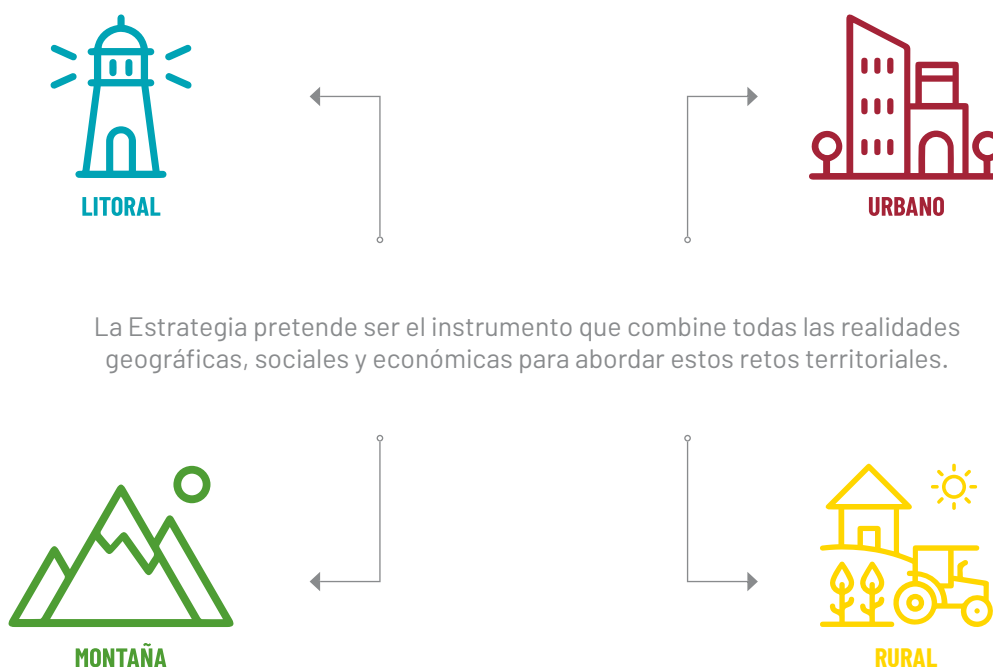 LITORAL
URBANO
La Estrategia pretende ser el instrumento que combine todas las realidades
geográficas, sociales y económicas para abordar estos retos territoriales.
MONTAÑA
RURAL